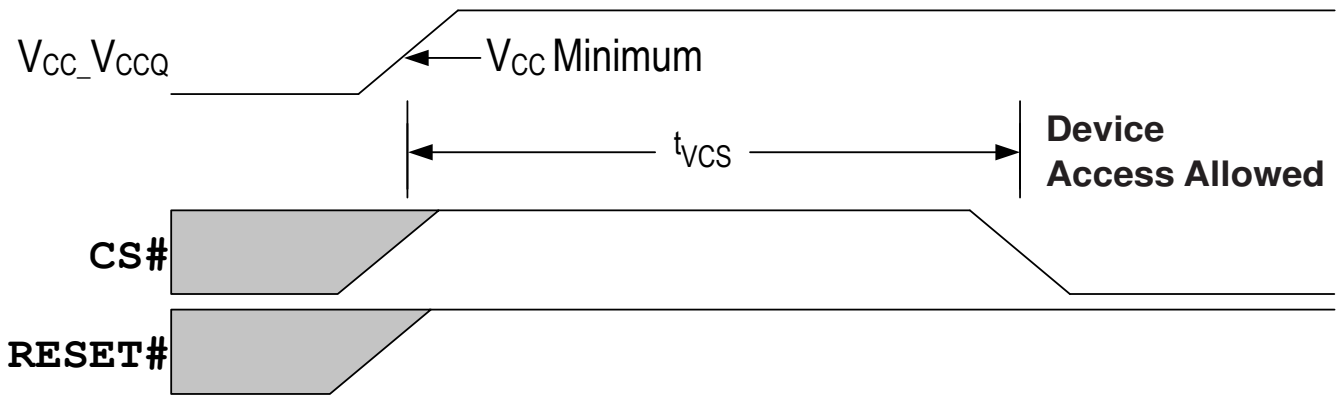 VCC_VCCQ
VCC Minimum
tVCS
Device
Access Allowed
CS#
RESET#